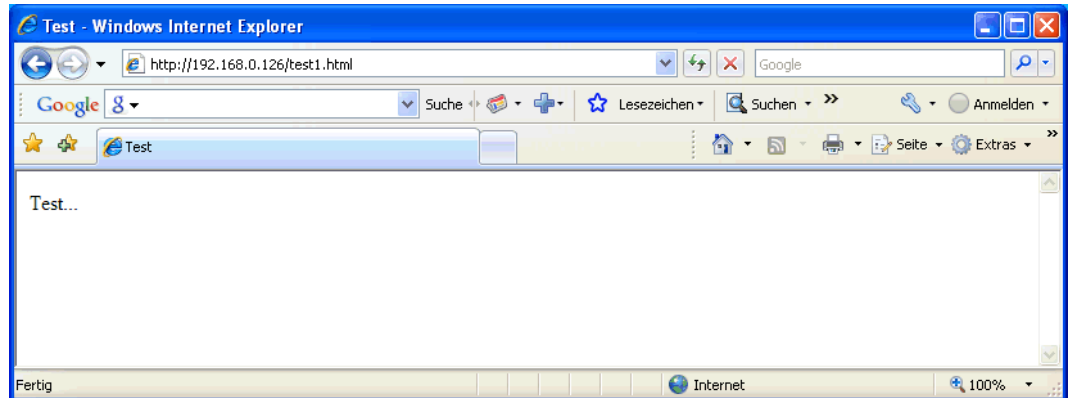 Test - Windows Internet Explorer
http://192.168.0.126/test1.html Google
Google g Suche Lesezeichen Suchen » Anmelden
Test Seite Extras »
Test...
Fertig Internet 100%